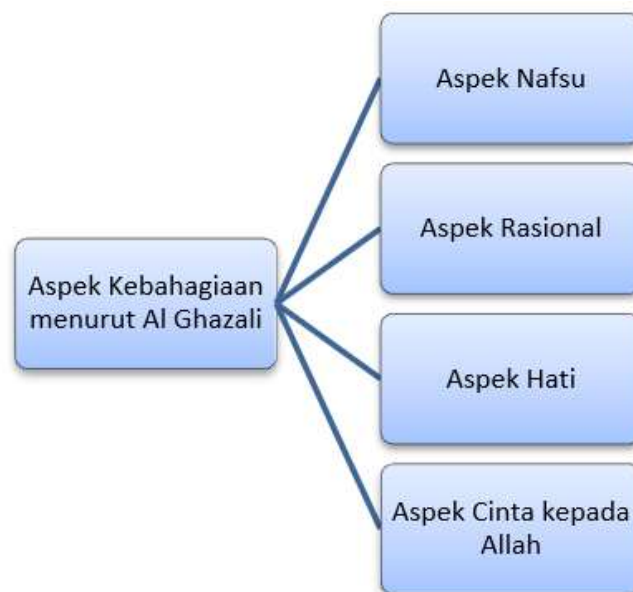 Aspek Kebahagiaan
menurut Al Ghazali
Aspek Nafsu
Aspek Rasional
Aspek Hati
Aspek Cinta kepada
Allah